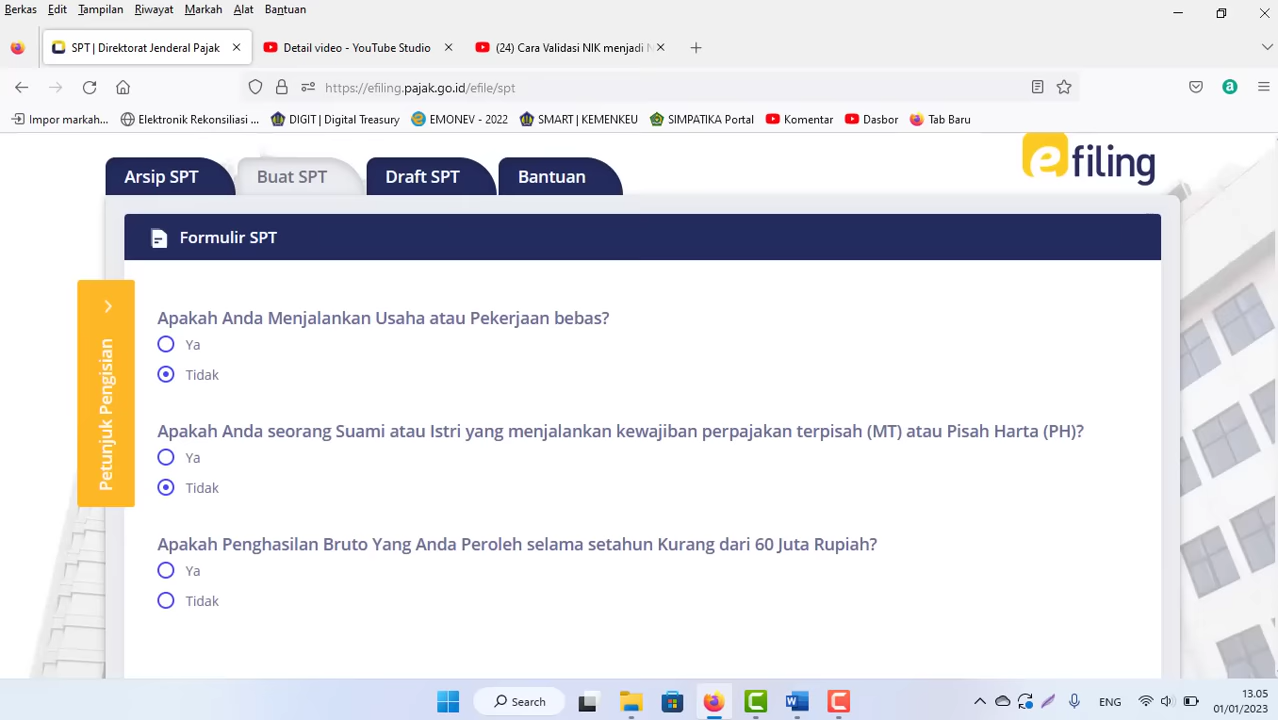 Berkas Edit Tampilan Riwayat Markah Alat Bantuan
SPT | Direktorat Jenderal Pajak
Detail video - YouTube Studio
(24) Cara Validasi NIK menjadi
https://efiling.pajak.go.id/efile/spt
Impor markah... Elektronik Rekonsiliasi ... DIGIT | Digital Treasury EMONEV - 2022 SMART | KEMENKEU SIMPATIKA Portal Komentar Dasbor Tab Baru
efiling
Arsip SPT Buat SPT Draft SPT Bantuan
Formulir SPT
Petunjuk Pengisian
Apakah Anda Menjalankan Usaha atau Pekerjaan bebas?
Ya
Tidak
Apakah Anda seorang Suami atau Istri yang menjalankan kewajiban perpajakan terpisah (MT) atau Pisah Harta (PH)?
Ya
Tidak
Apakah Penghasilan Bruto Yang Anda Peroleh selama setahun Kurang dari 60 Juta Rupiah?
Ya
Tidak
Search
ENG
13.05
01/01/2023